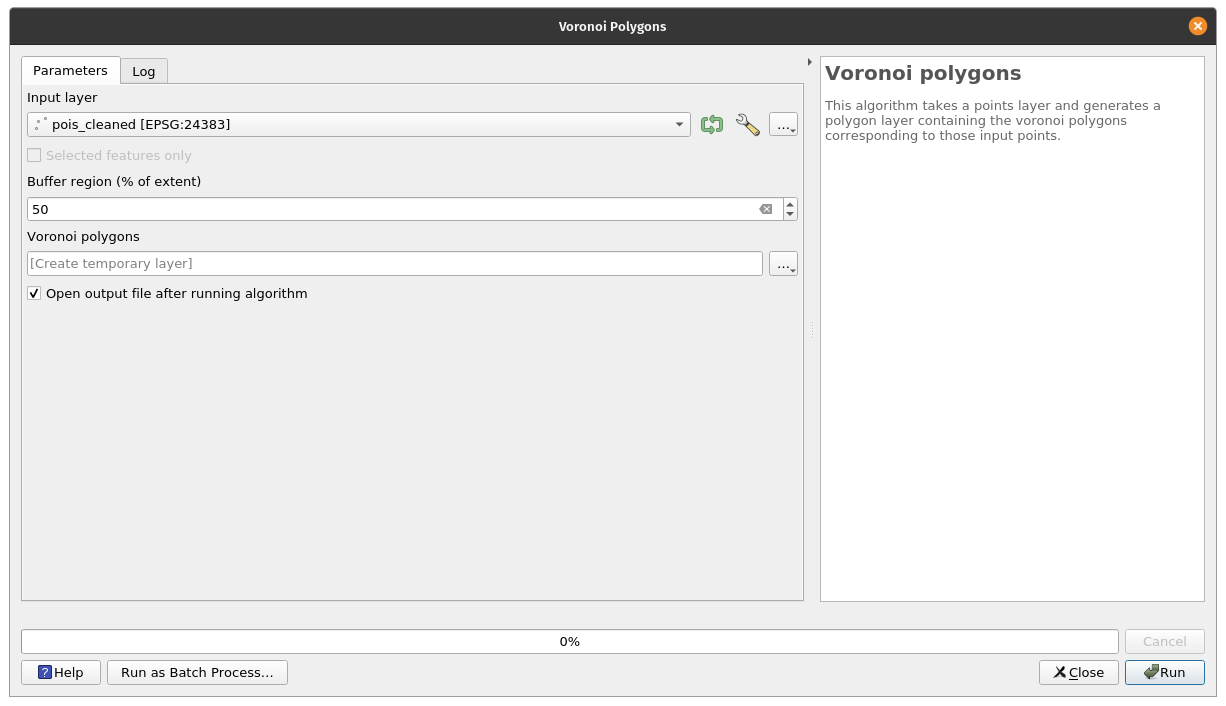 Voronoi Polygons
Parameters
Log
Input layer
pois_cleaned [EPSG:24383]
...
Selected features only
Buffer region (% of extent)
50
Voronoi polygons
[Create temporary layer]
...
Open output file after running algorithm
Voronoi polygons
This algorithm takes a points layer and generates a
polygon layer containing the voronoi polygons
corresponding to those input points.
0%
Cancel
? Help
Run as Batch Process...
Close
Run